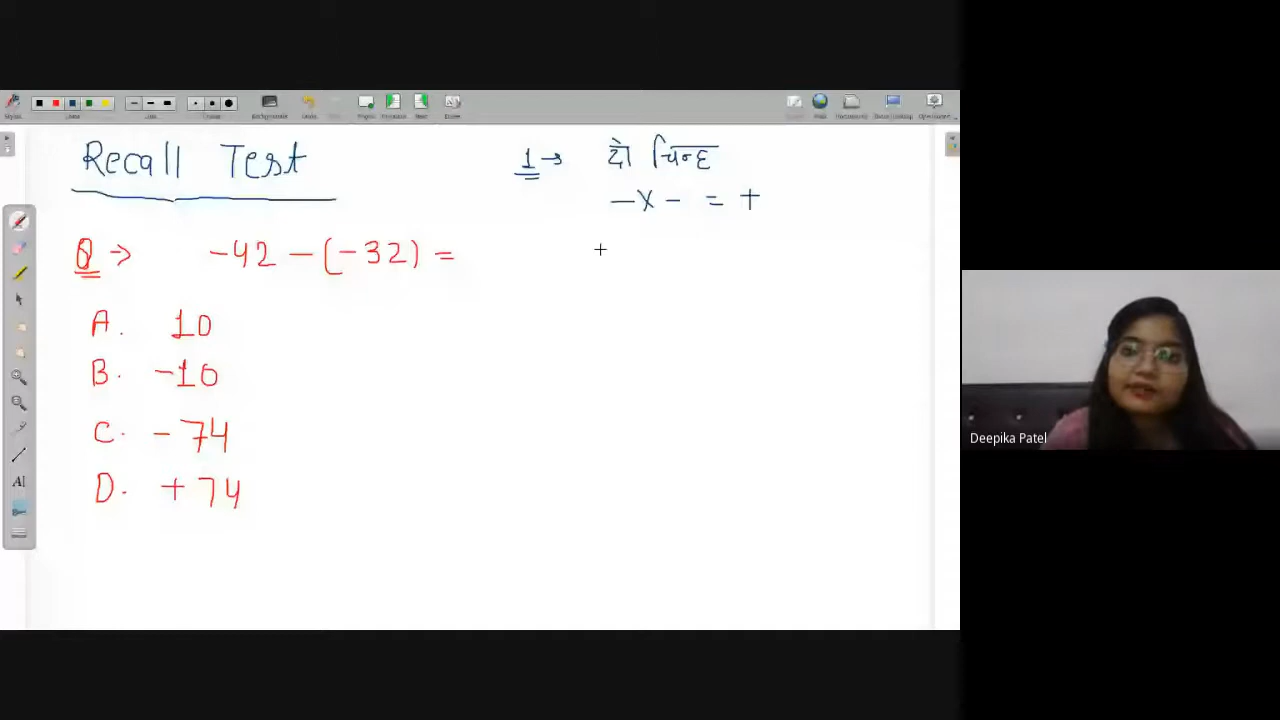 Recall Test
1 → दो चिन्ह
- x - = +
Q → -42 - (-32) =
A. 10
B. -10
C. -74
D. +74
Deepika Patel